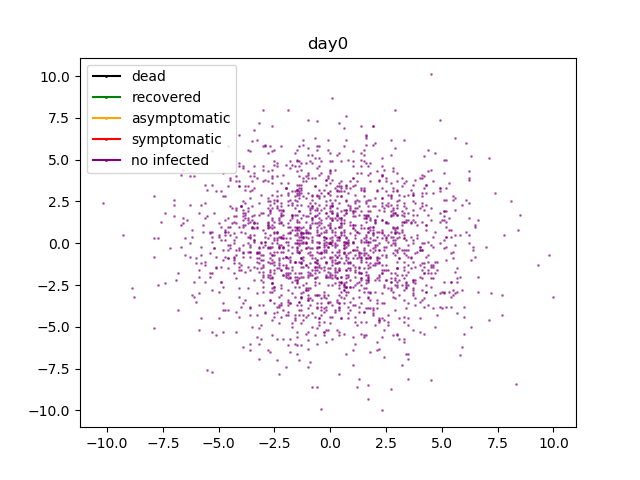 day0
dead
recovered
asymptomatic
symptomatic
no infected
10.0
7.5
5.0
2.5
0.0
−2.5
−5.0
−7.5
−10.0
−10.0 −7.5 −5.0 −2.5 0.0 2.5 5.0 7.5 10.0